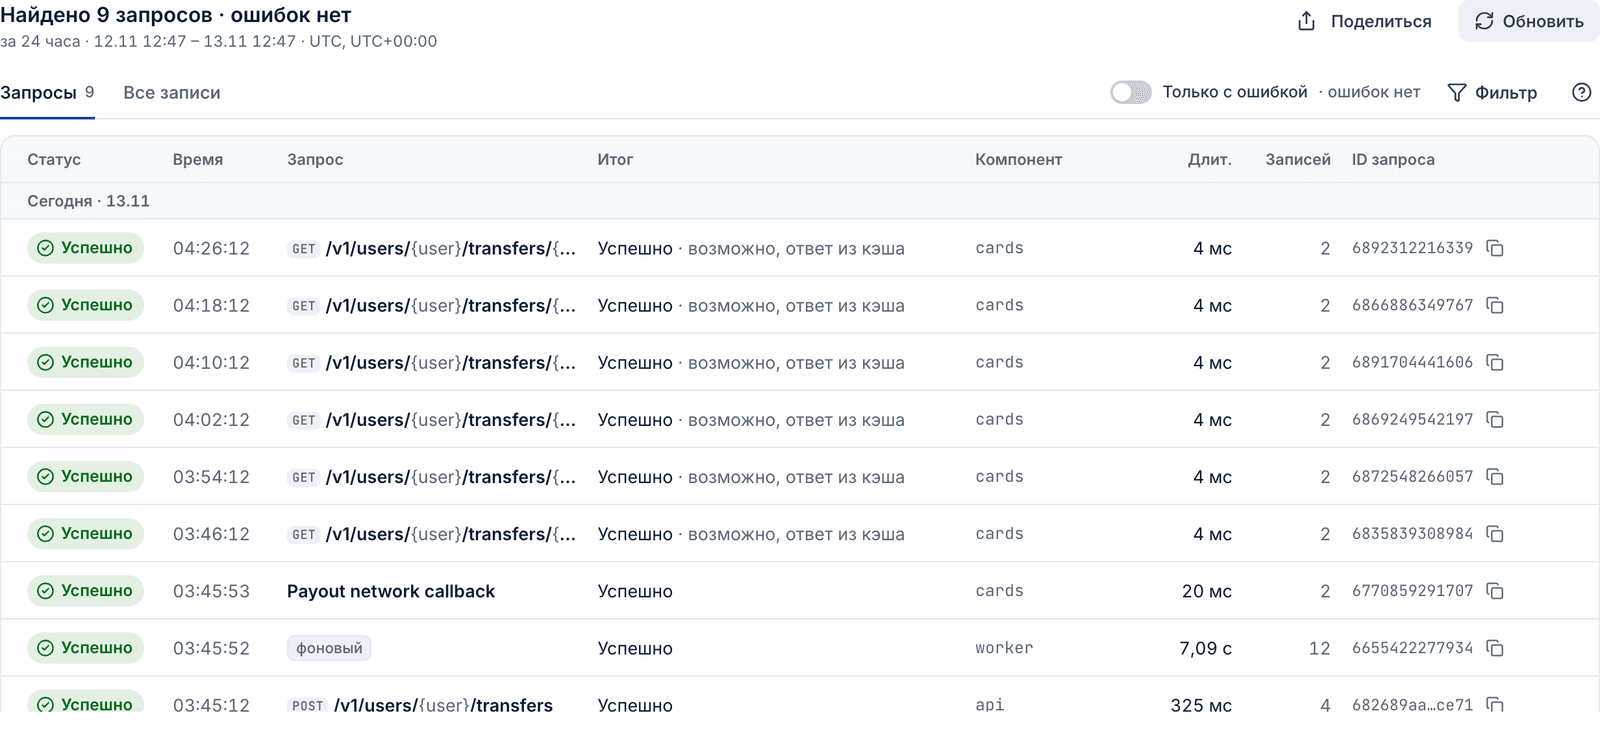 Найдено 9 запросов · ошибок нет
Поделиться
Обновить
за 24 часа · 12.11 12:47 – 13.11 12:47 · UTC, UTC+00:00
Запросы 9 Все записи
Только с ошибкой · ошибок нет Фильтр
Статус Время Запрос Итог Компонент Длит. Записей ID запроса
Сегодня · 13.11
Успешно 04:26:12 GET /v1/users/{user}/transfers/{... Успешно · возможно, ответ из кэша cards 4 мс 2 6892312216339
Успешно 04:18:12 GET /v1/users/{user}/transfers/{... Успешно · возможно, ответ из кэша cards 4 мс 2 6866886349767
Успешно 04:10:12 GET /v1/users/{user}/transfers/{... Успешно · возможно, ответ из кэша cards 4 мс 2 6891704441606
Успешно 04:02:12 GET /v1/users/{user}/transfers/{... Успешно · возможно, ответ из кэша cards 4 мс 2 6869249542197
Успешно 03:54:12 GET /v1/users/{user}/transfers/{... Успешно · возможно, ответ из кэша cards 4 мс 2 6872548266057
Успешно 03:46:12 GET /v1/users/{user}/transfers/{... Успешно · возможно, ответ из кэша cards 4 мс 2 6835839308984
Успешно 03:45:53 Payout network callback Успешно cards 20 мс 2 6770859291707
Успешно 03:45:52 фоновый Успешно worker 7,09 с 12 6655422277934
Успешно 03:45:12 POST /v1/users/{user}/transfers Успешно api 325 мс 4 682689aa…ce71